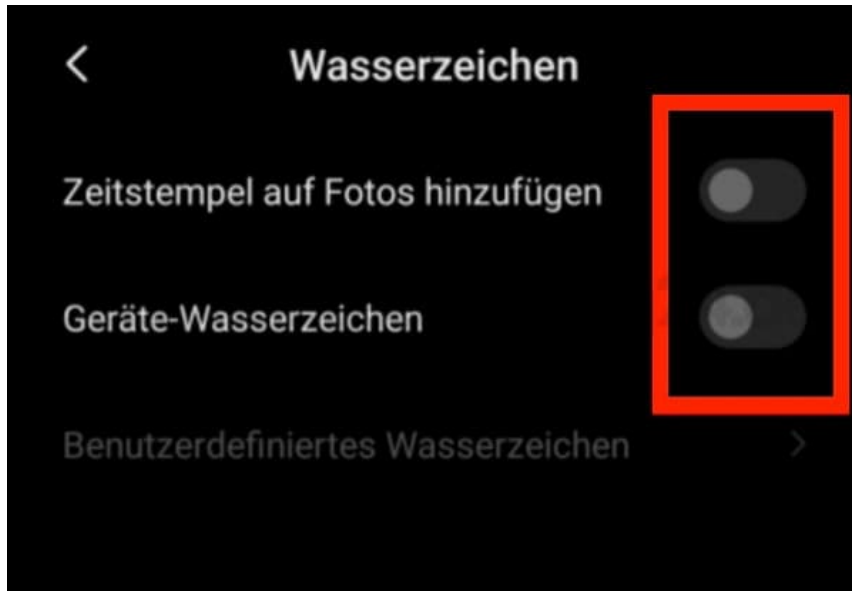 Wasserzeichen
Zeitstempel auf Fotos hinzufügen
Geräte-Wasserzeichen
Benutzerdefiniertes Wasserzeichen